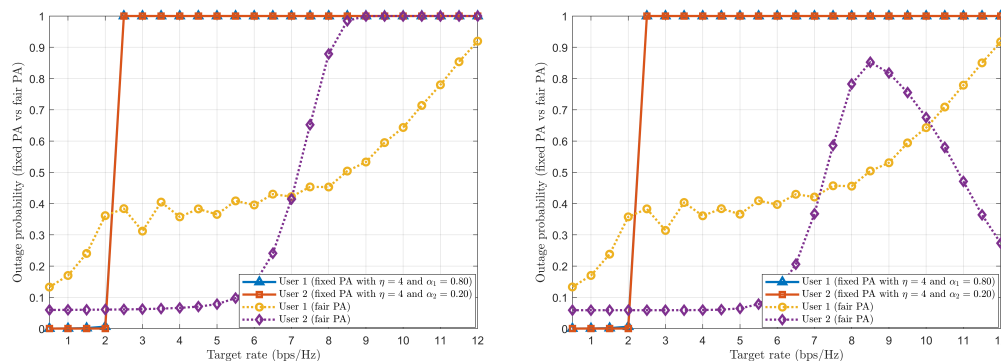 Outage probability (fixed PA vs fair PA)
1
0.9
0.8
0.7
0.6
0.5
0.4
0.3
0.2
0.1
0
1 2 3 4 5 6 7 8 9 10 11 12
Target rate (bps/Hz)
User 1 (fixed PA with η = 4 and α₁ = 0.80)
User 2 (fixed PA with η = 4 and α₂ = 0.20)
User 1 (fair PA)
User 2 (fair PA)
Outage probability (fixed PA vs fair PA)
1
0.9
0.8
0.7
0.6
0.5
0.4
0.3
0.2
0.1
0
1 2 3 4 5 6 7 8 9 10 11
Target rate (bps/Hz)
User 1 (fixed PA with η = 4 and α₁ = 0.80)
User 2 (fixed PA with η = 4 and α₂ = 0.20)
User 1 (fair PA)
User 2 (fair PA)